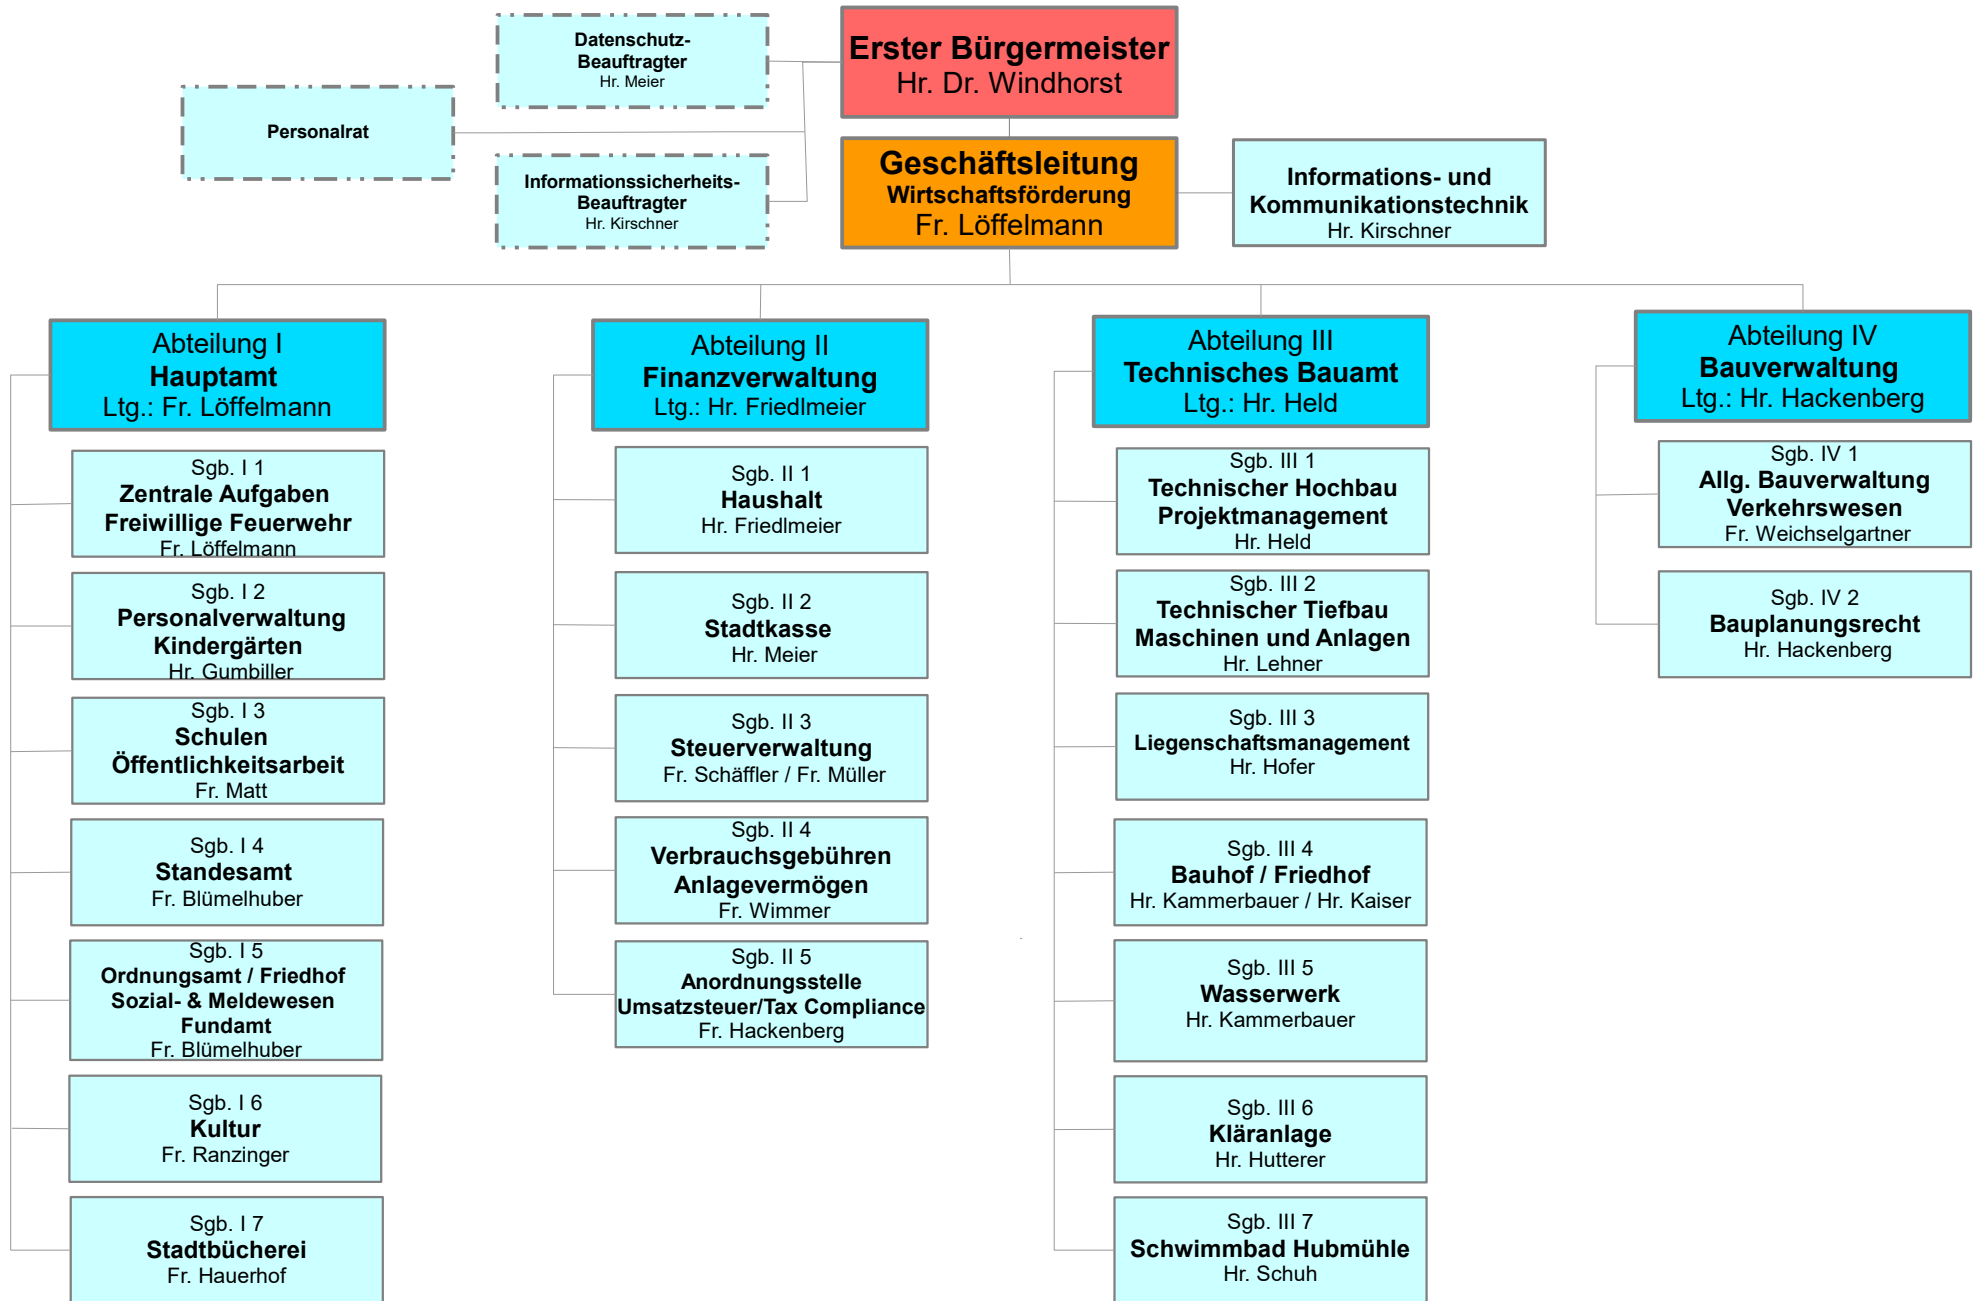 Datenschutz-
Beauftragter
Hr. Meier
Erster Bürgermeister
Hr. Dr. Windhorst
Personalrat
Informationssicherheits-
Beauftragter
Hr. Kirschner
Geschäftsleitung
Wirtschaftsförderung
Fr. Löffelmann
Informations- und
Kommunikationstechnik
Hr. Kirschner
Abteilung I
Hauptamt
Ltg.: Fr. Löffelmann
Sgb. I 1
Zentrale Aufgaben
Freiwillige Feuerwehr
Fr. Löffelmann
Sgb. I 2
Personalverwaltung
Kindergärten
Hr. Gumbiller
Sgb. I 3
Schulen
Öffentlichkeitsarbeit
Fr. Matt
Sgb. I 4
Standesamt
Fr. Blümelhuber
Sgb. I 5
Ordnungsamt / Friedhof
Sozial- & Meldewesen
Fundamt
Fr. Blümelhuber
Sgb. I 6
Kultur
Fr. Ranzinger
Sgb. I 7
Stadtbücherei
Fr. Hauerhof
Abteilung II
Finanzverwaltung
Ltg.: Hr. Friedlmeier
Sgb. II 1
Haushalt
Hr. Friedlmeier
Sgb. II 2
Stadtkasse
Hr. Meier
Sgb. II 3
Steuerverwaltung
Fr. Schäffler / Fr. Müller
Sgb. II 4
Verbrauchsgebühren
Anlagevermögen
Fr. Wimmer
Sgb. II 5
Anordnungsstelle
Umsatzsteuer/Tax Compliance
Fr. Hackenberg
Abteilung III
Technisches Bauamt
Ltg.: Hr. Held
Sgb. III 1
Technischer Hochbau
Projektmanagement
Hr. Held
Sgb. III 2
Technischer Tiefbau
Maschinen und Anlagen
Hr. Lehner
Sgb. III 3
Liegenschaftsmanagement
Hr. Hofer
Sgb. III 4
Bauhof / Friedhof
Hr. Kammerbauer / Hr. Kaiser
Sgb. III 5
Wasserwerk
Hr. Kammerbauer
Sgb. III 6
Kläranlage
Hr. Hutterer
Sgb. III 7
Schwimmbad Hubmühle
Hr. Schuh
Abteilung IV
Bauverwaltung
Ltg.: Hr. Hackenberg
Sgb. IV 1
Allg. Bauverwaltung
Verkehrswesen
Fr. Weichselgartner
Sgb. IV 2
Bauplanungsrecht
Hr. Hackenberg